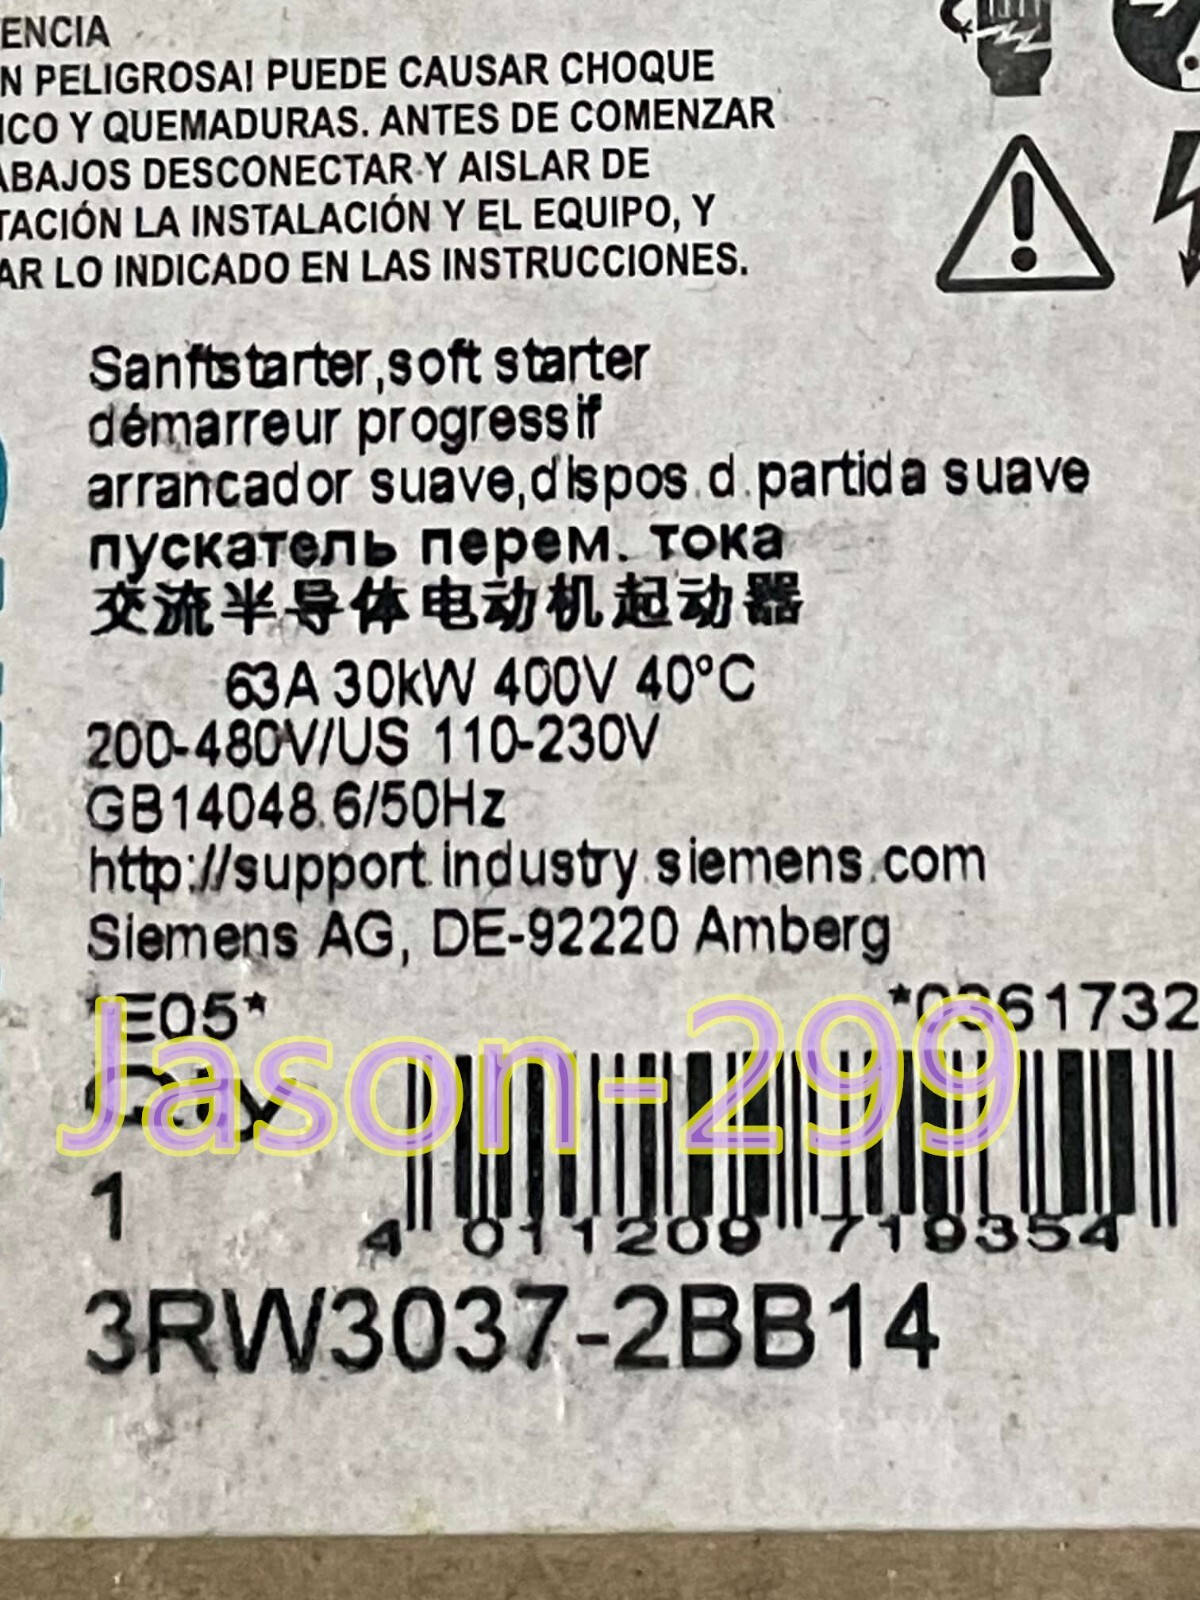 ENCIA
N PELIGROSA! PUEDE CAUSAR CHOQUE
ICO Y QUEMADURAS. ANTES DE COMENZAR
ABAJOS DESCONECTAR Y AISLAR DE
TACIÓN LA INSTALACIÓN Y EL EQUIPO, Y
AR LO INDICADO EN LAS INSTRUCCIONES.
Sanftstarter,soft starter
démarreur progressif
arrancador suave,dispos.d.partida suave
пускатель перем. тока
交流半导体电动机起动器
63A 30kW 400V 40°C
200-480V/US 110-230V
GB14048.6/50Hz
http://support.industry.siemens.com
Siemens AG, DE-92220 Amberg
*E05* *0361732
Jason-299
Qty
1
4 011209 719354
3RW3037-2BB14